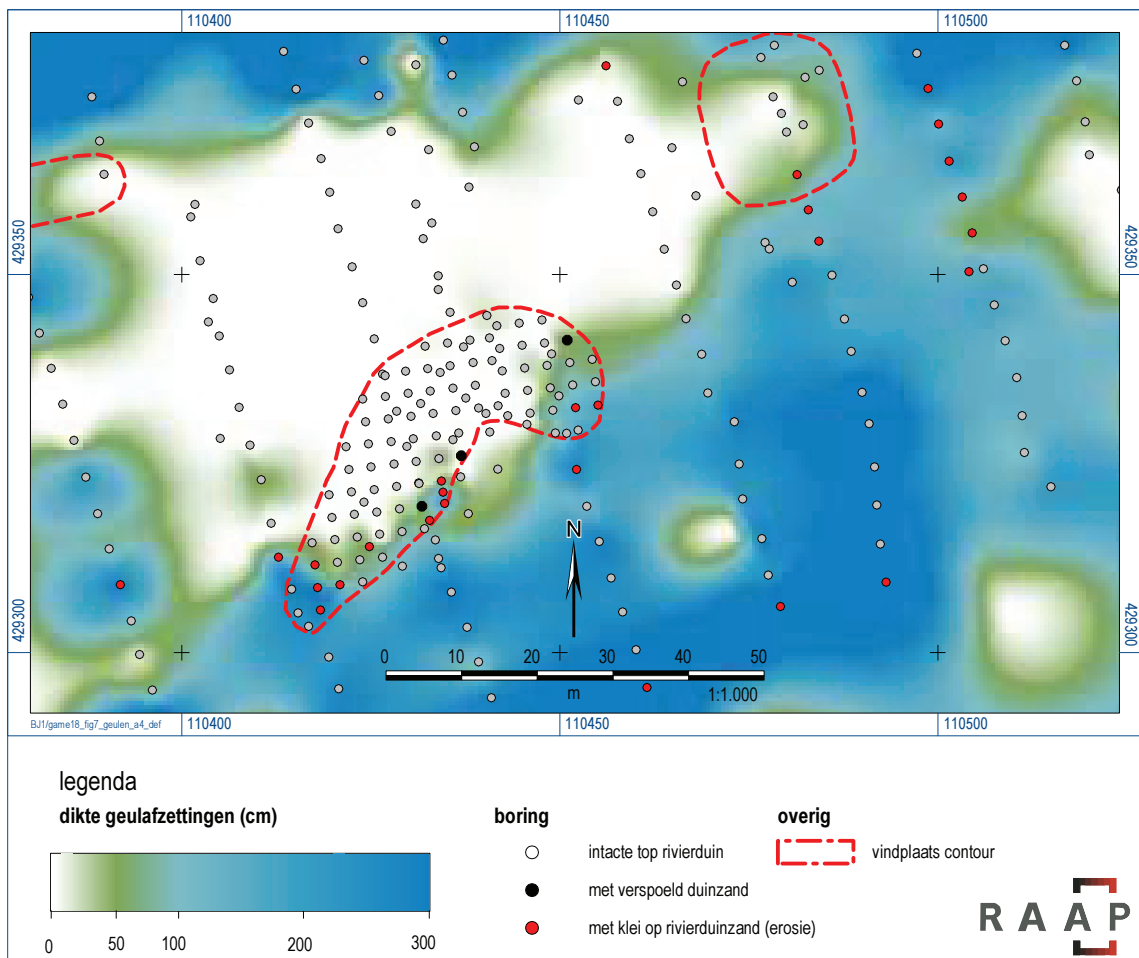 110400 110450 110500
429350 429350
429300 429300
N
0 10 20 30 40 50
m 1:1.000
BJ1/game18_fig7_geulen_a4_def
110400 110450 110500
legenda
dikte geulafzettingen (cm)
0 50 100 200 300
boring
intacte top rivierduin
met verspoeld duinzand
met klei op rivierduinzand (erosie)
overig
vindplaats contour
RAAP